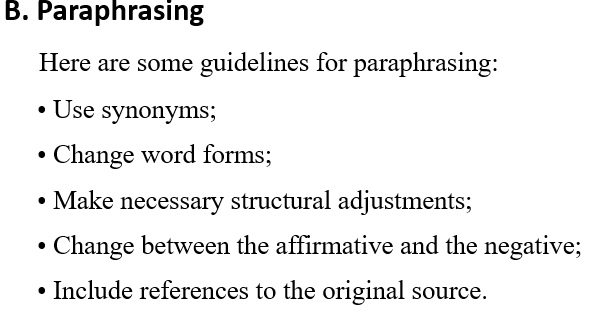 B. Paraphrasing
Here are some guidelines for paraphrasing:
• Use synonyms;
• Change word forms;
• Make necessary structural adjustments;
• Change between the affirmative and the negative;
• Include references to the original source.